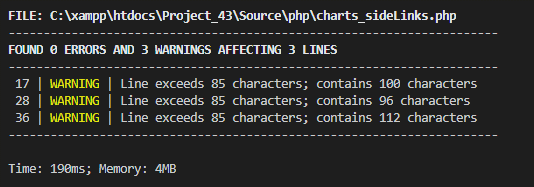 FILE: C:\xampp\htdocs\Project_43\Source\php\charts_sideLinks.php
----------------------------------------------------------------------
FOUND 0 ERRORS AND 3 WARNINGS AFFECTING 3 LINES
----------------------------------------------------------------------
17 | WARNING | Line exceeds 85 characters; contains 100 characters
28 | WARNING | Line exceeds 85 characters; contains 96 characters
36 | WARNING | Line exceeds 85 characters; contains 112 characters
----------------------------------------------------------------------
Time: 190ms; Memory: 4MB